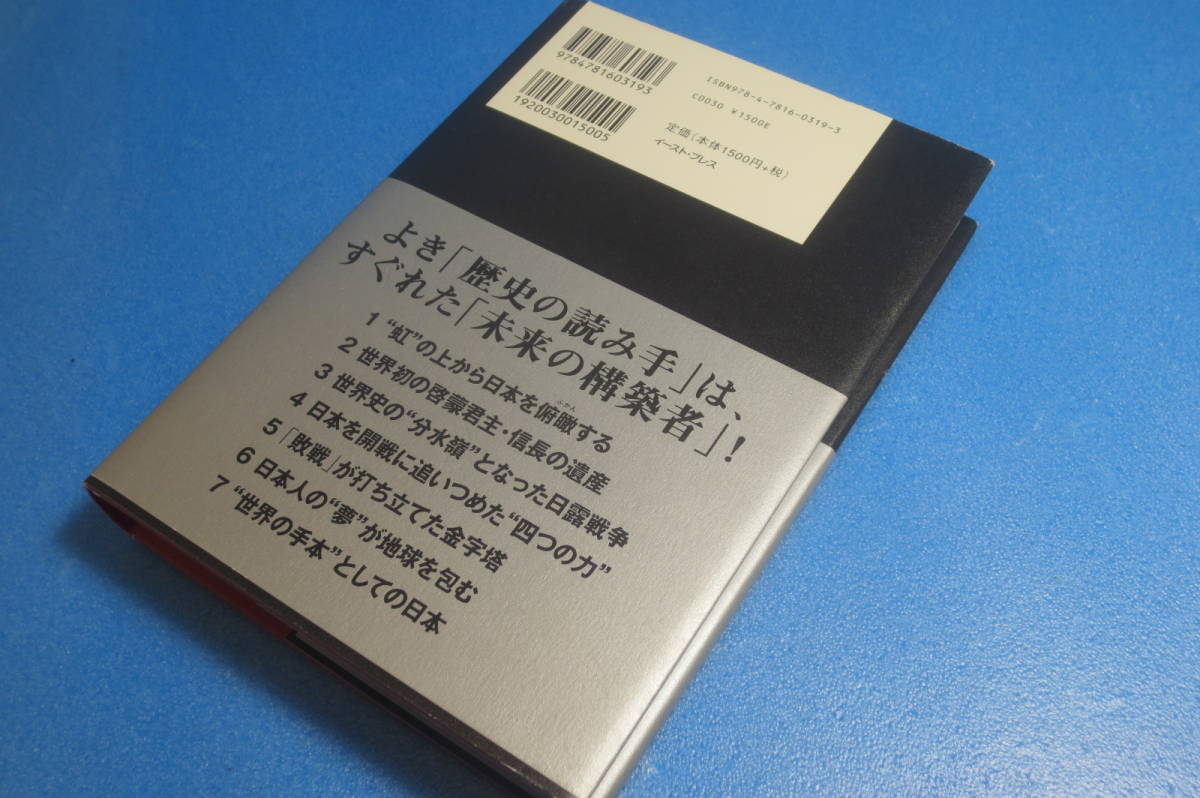 9784781603193
1920030015005
ISBN978-4-7816-0319-3
C0030 ¥1500E
定価(本体1500円+税)
イースト・プレス
よき「歴史の読み手」は、
すぐれた「未来の構築者」!
1 “虹”の上から日本を俯瞰する
ふかん
2 世界初の啓蒙君主・信長の遺産
3 世界史の“分水嶺”となった日露戦争
4 日本を開戦に追いつめた“四つの力”
5 「敗戦」が打ち立てた金字塔
6 日本人の“夢”が地球を包む
7 “世界の手本”としての日本